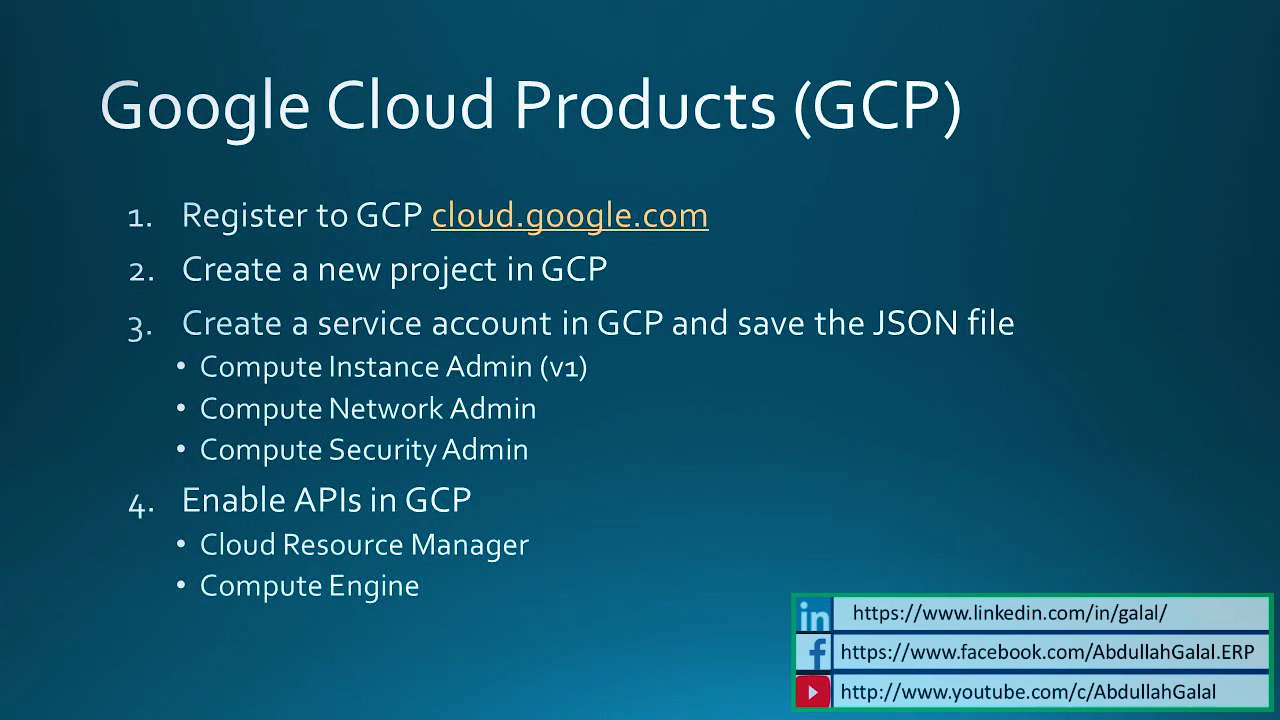 Google Cloud Products (GCP)
1. Register to GCP cloud.google.com
2. Create a new project in GCP
3. Create a service account in GCP and save the JSON file
• Compute Instance Admin (v1)
• Compute Network Admin
• Compute Security Admin
4. Enable APIs in GCP
• Cloud Resource Manager
• Compute Engine
in https://www.linkedin.com/in/galal/
f https://www.facebook.com/AbdullahGalal.ERP
http://www.youtube.com/c/AbdullahGalal